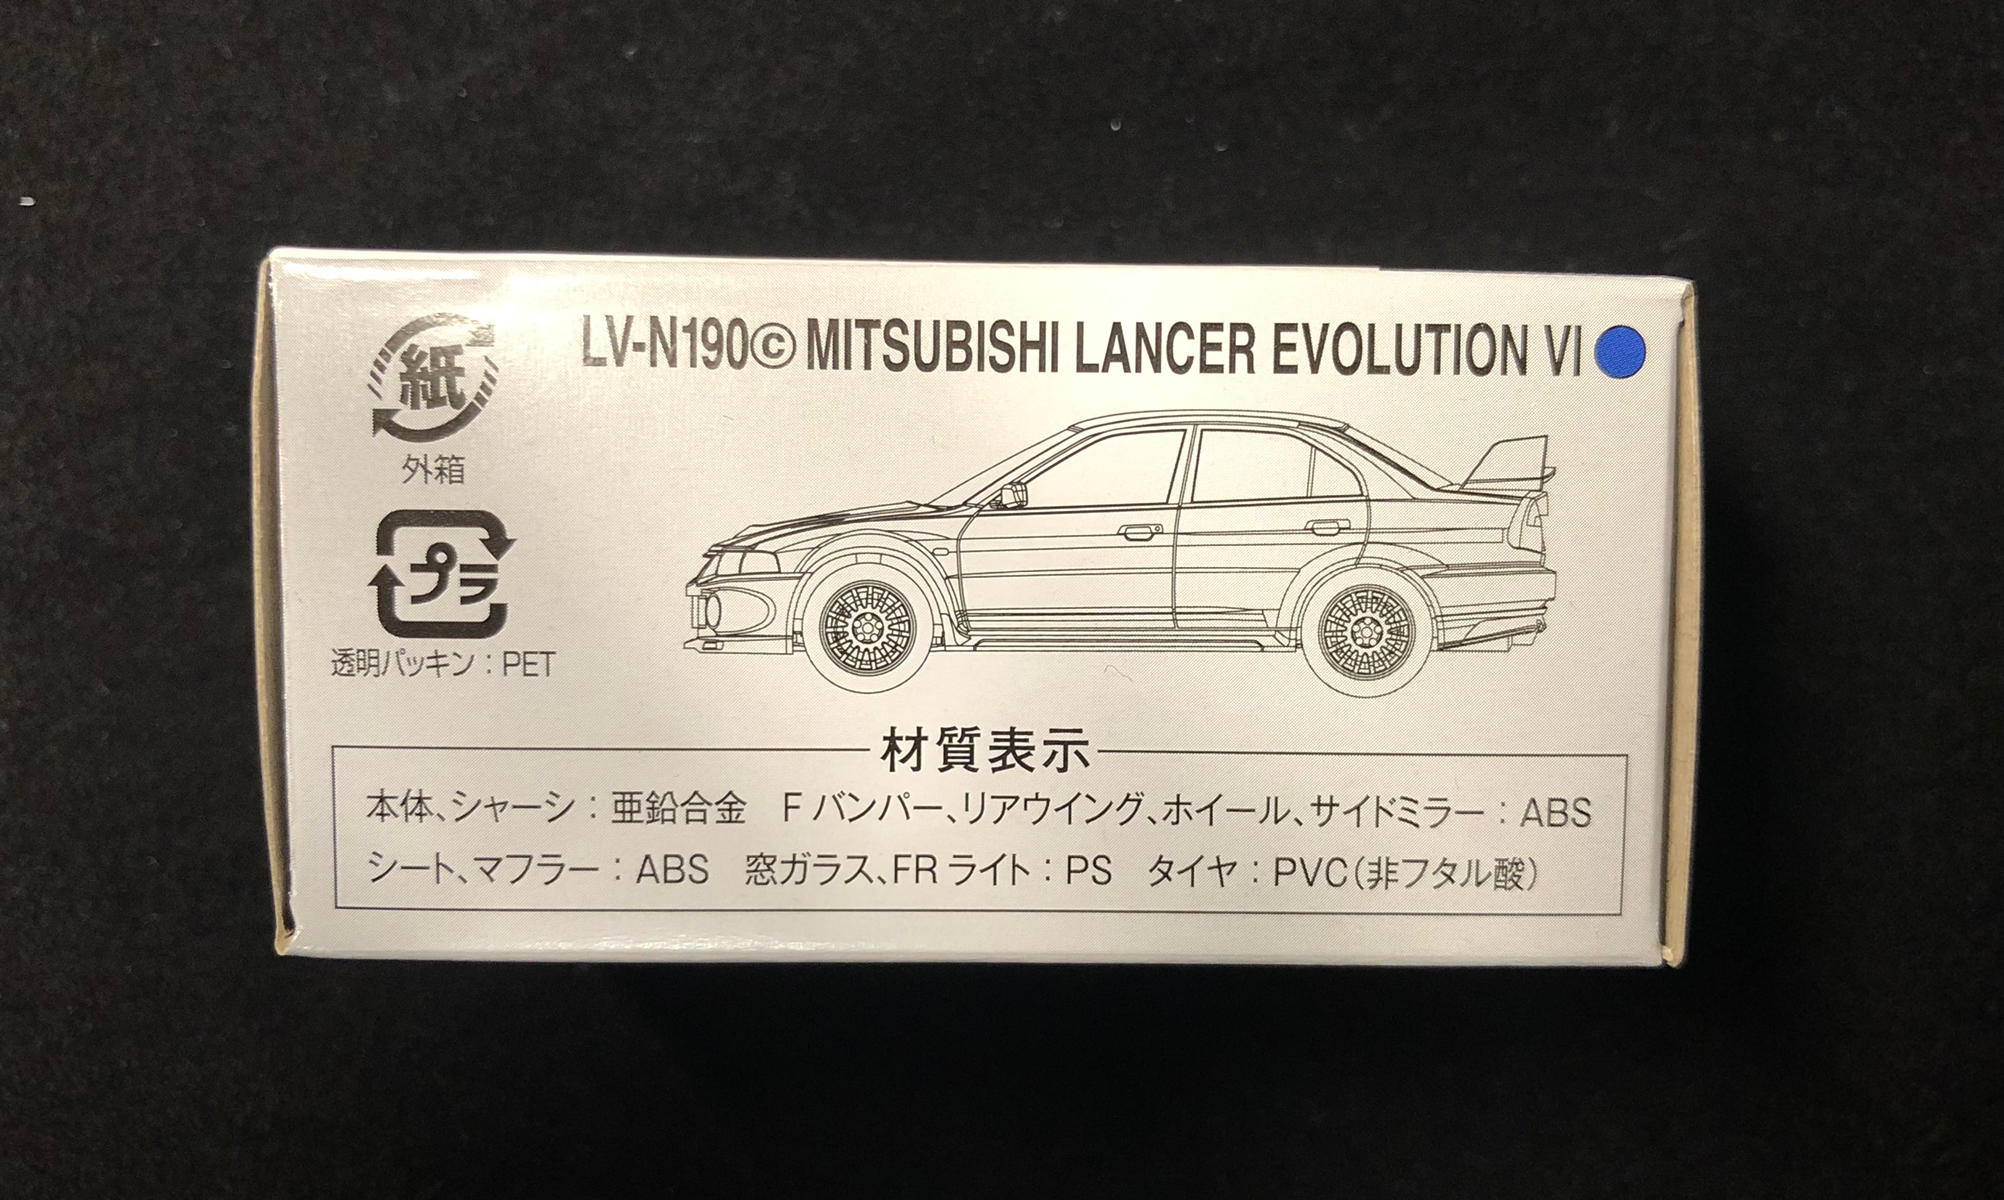 LV-N190ⓒ MITSUBISHI LANCER EVOLUTION VI
紙
外箱
プラ
透明パッキン：PET
材質表示
本体、シャーシ：亜鉛合金　Fバンパー、リアウイング、ホイール、サイドミラー：ABS
シート、マフラー：ABS　窓ガラス、FRライト：PS　タイヤ：PVC（非フタル酸）